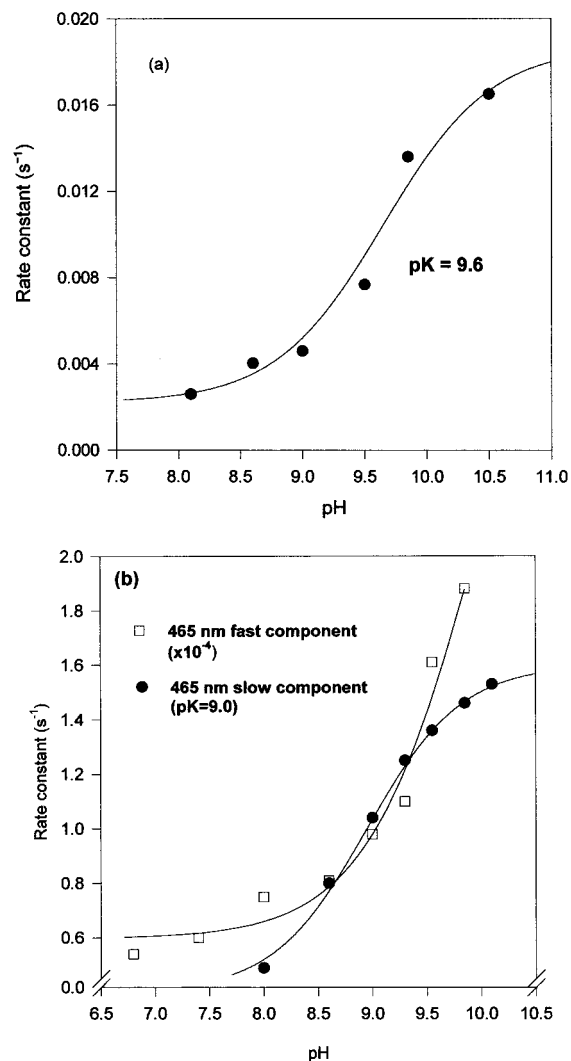 0.020
(a)
0.016
0.012
0.008
0.004
0.000
Rate constant (s⁻¹)
pK = 9.6
7.5 8.0 8.5 9.0 9.5 10.0 10.5 11.0
pH
2.0
(b)
1.8
1.6
1.4
1.2
1.0
0.8
0.6
0.0
465 nm fast component
(x10⁻⁴)
465 nm slow component
(pK=9.0)
Rate constant (s⁻¹)
6.5 7.0 7.5 8.0 8.5 9.0 9.5 10.0 10.5
pH